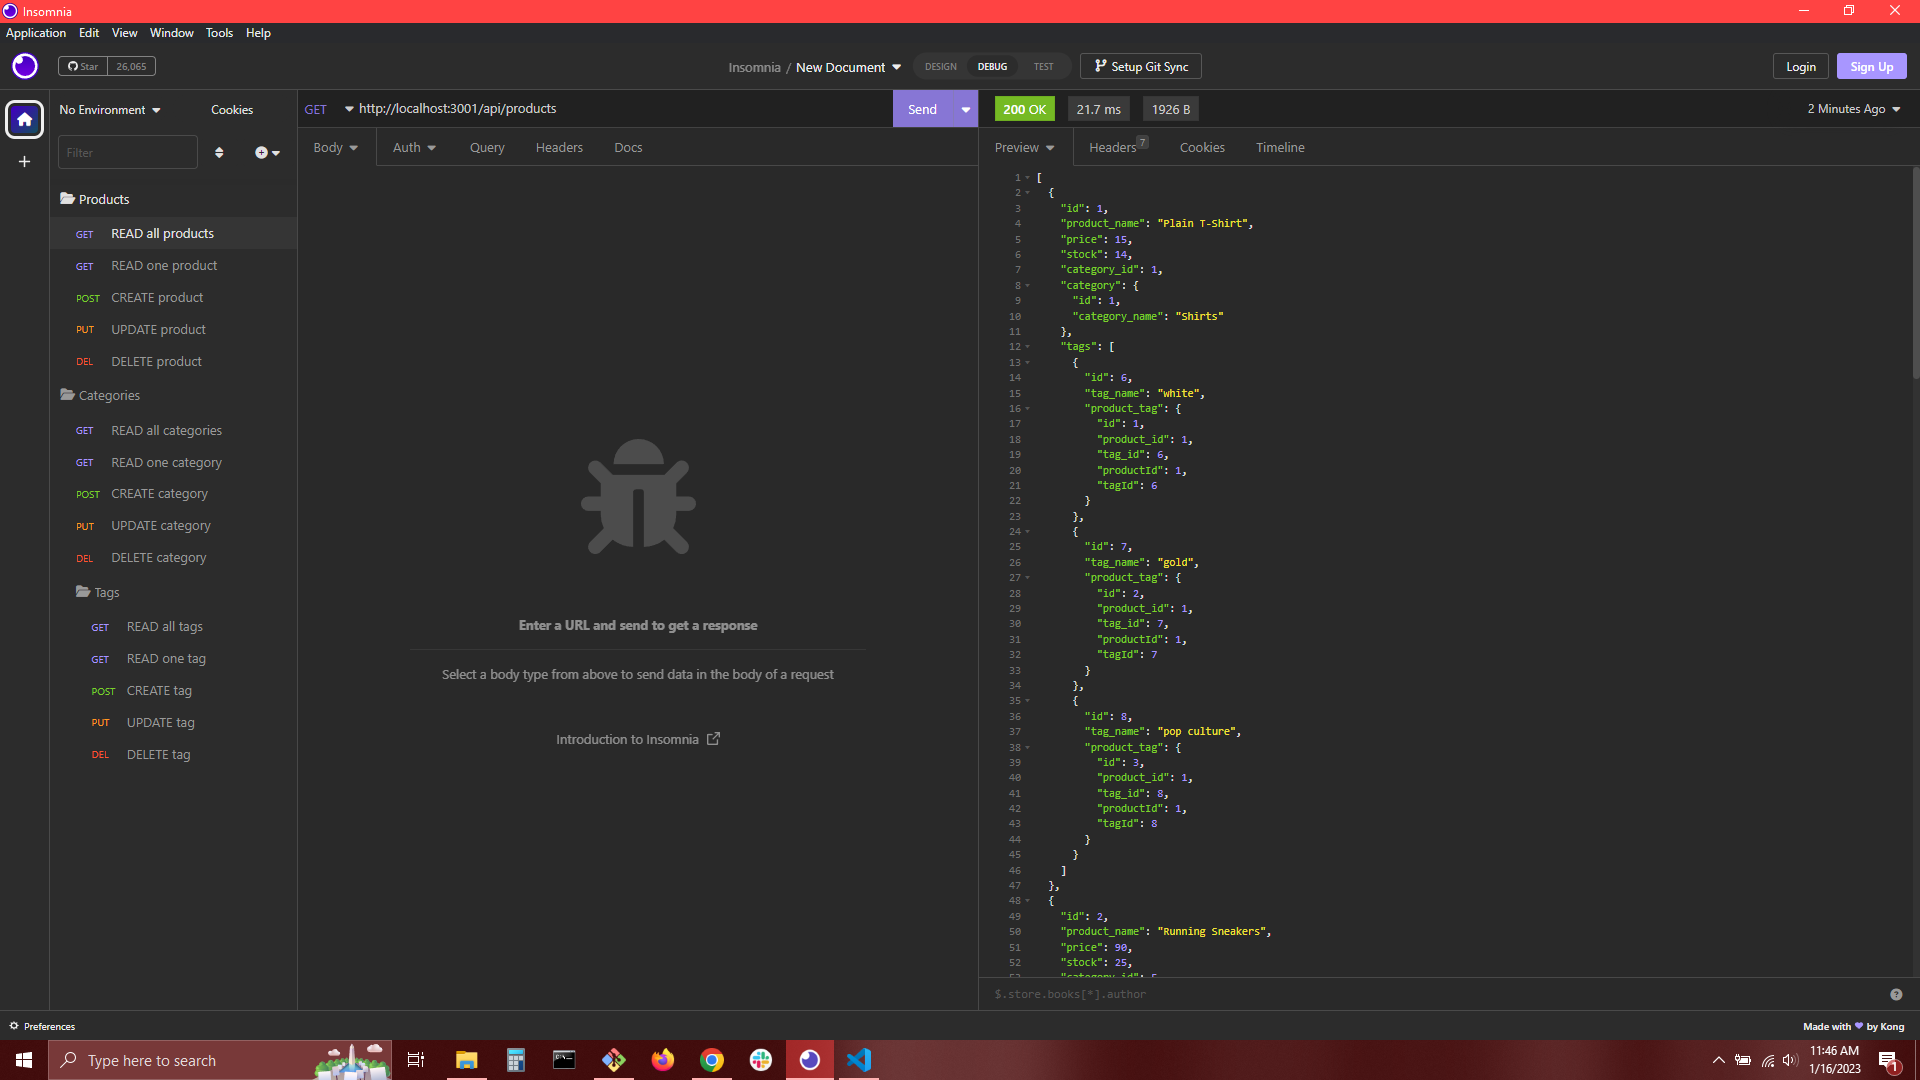 Insomnia
Application Edit View Window Tools Help
Star 26,065
Insomnia / New Document
DESIGN DEBUG TEST
Setup Git Sync
Login Sign Up
No Environment Cookies
Filter
Products
GET READ all products
GET READ one product
POST CREATE product
PUT UPDATE product
DEL DELETE product
Categories
GET READ all categories
GET READ one category
POST CREATE category
PUT UPDATE category
DEL DELETE category
Tags
GET READ all tags
GET READ one tag
POST CREATE tag
PUT UPDATE tag
DEL DELETE tag
GET http://localhost:3001/api/products Send
Body Auth Query Headers Docs
Enter a URL and send to get a response
Select a body type from above to send data in the body of a request
Introduction to Insomnia
200 OK 21.7 ms 1926 B 2 Minutes Ago
Preview Headers 7 Cookies Timeline
1 [
2 {
3 "id": 1,
4 "product_name": "Plain T-Shirt",
5 "price": 15,
6 "stock": 14,
7 "category_id": 1,
8 "category": {
9 "id": 1,
10 "category_name": "Shirts"
11 },
12 "tags": [
13 {
14 "id": 6,
15 "tag_name": "white",
16 "product_tag": {
17 "id": 1,
18 "product_id": 1,
19 "tag_id": 6,
20 "productId": 1,
21 "tagId": 6
22 }
23 },
24 {
25 "id": 7,
26 "tag_name": "gold",
27 "product_tag": {
28 "id": 2,
29 "product_id": 1,
30 "tag_id": 7,
31 "productId": 1,
32 "tagId": 7
33 }
34 },
35 {
36 "id": 8,
37 "tag_name": "pop culture",
38 "product_tag": {
39 "id": 3,
40 "product_id": 1,
41 "tag_id": 8,
42 "productId": 1,
43 "tagId": 8
44 }
45 }
46 ]
47 },
48 {
49 "id": 2,
50 "product_name": "Running Sneakers",
51 "price": 90,
52 "stock": 25,
53 "category_id": 5
$.store.books[*].author
Preferences
Made with by Kong
Type here to search
11:46 AM
1/16/2023
1